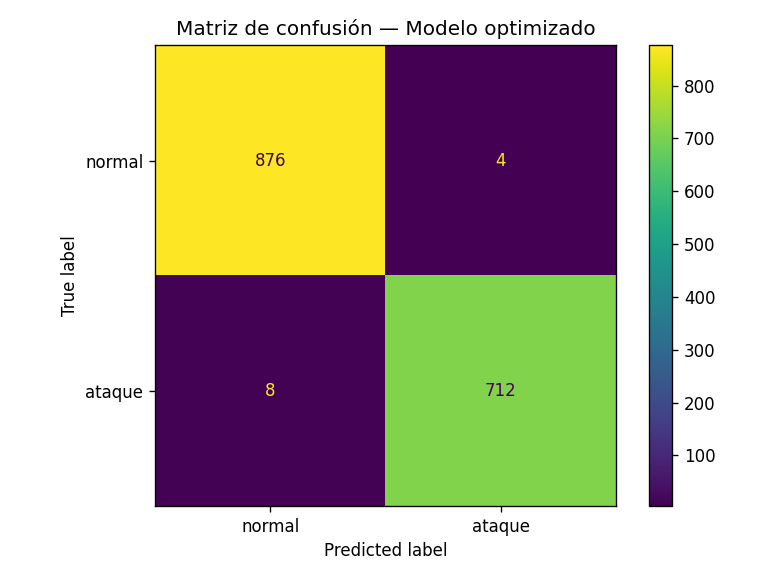 Matriz de confusión — Modelo optimizado
normal
876
4
ataque
8
712
normal
ataque
Predicted label
True label
800
700
600
500
400
300
200
100